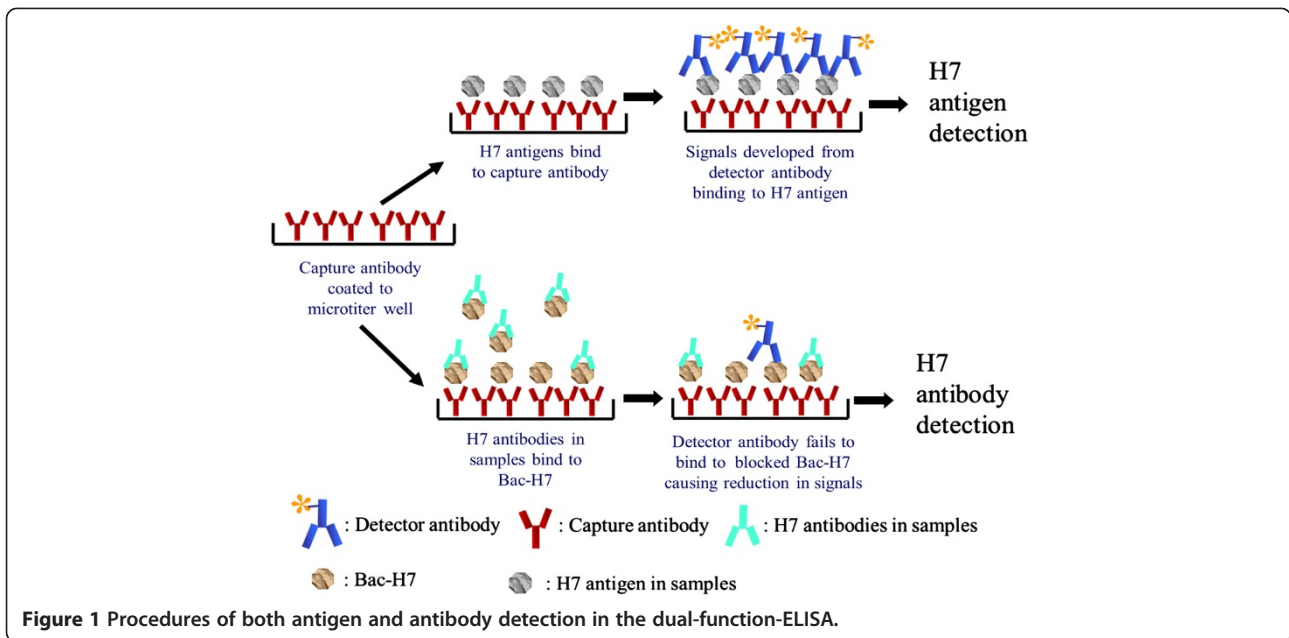 H7
antigen
detection
H7 antigens bind
to capture antibody
Signals developed from
detector antibody
binding to H7 antigen
Capture antibody
coated to
microtiter well
H7
antibody
detection
H7 antibodies in
samples bind to
Bac-H7
Detector antibody fails to
bind to blocked Bac-H7
causing reduction in signals
: Detector antibody : Capture antibody : H7 antibodies in samples
: Bac-H7 : H7 antigen in samples
Figure 1 Procedures of both antigen and antibody detection in the dual-function-ELISA.